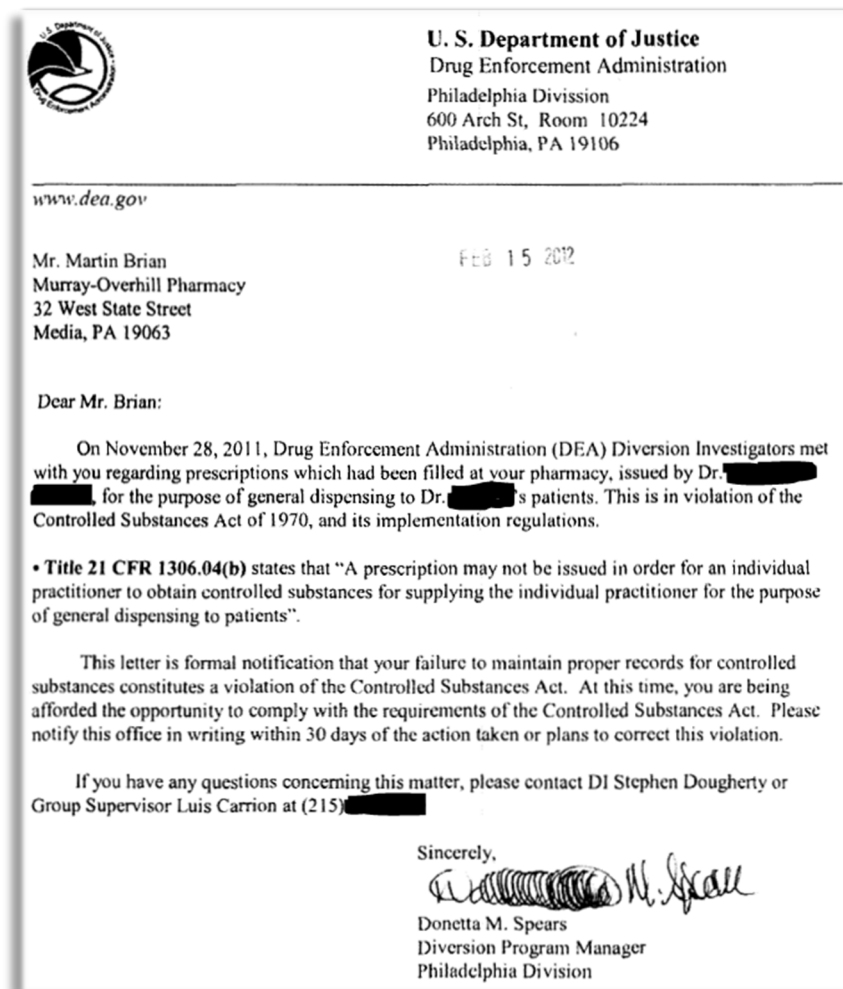 U.S. Department of Justice
Drug Enforcement Administration
U. S. Department of Justice
Drug Enforcement Administration
Philadelphia Divission
600 Arch St, Room 10224
Philadelphia, PA 19106
www.dea.gov
FEB 15 2012
Mr. Martin Brian
Murray-Overhill Pharmacy
32 West State Street
Media, PA 19063
Dear Mr. Brian:
On November 28, 2011, Drug Enforcement Administration (DEA) Diversion Investigators met
with you regarding prescriptions which had been filled at your pharmacy, issued by Dr.
, for the purpose of general dispensing to Dr. 's patients. This is in violation of the
Controlled Substances Act of 1970, and its implementation regulations.
• Title 21 CFR 1306.04(b) states that “A prescription may not be issued in order for an individual
practitioner to obtain controlled substances for supplying the individual practitioner for the purpose
of general dispensing to patients”.
This letter is formal notification that your failure to maintain proper records for controlled
substances constitutes a violation of the Controlled Substances Act. At this time, you are being
afforded the opportunity to comply with the requirements of the Controlled Substances Act. Please
notify this office in writing within 30 days of the action taken or plans to correct this violation.
If you have any questions concerning this matter, please contact DI Stephen Dougherty or
Group Supervisor Luis Carrion at (215)
Sincerely,
M.
Donetta M. Spears
Diversion Program Manager
Philadelphia Division